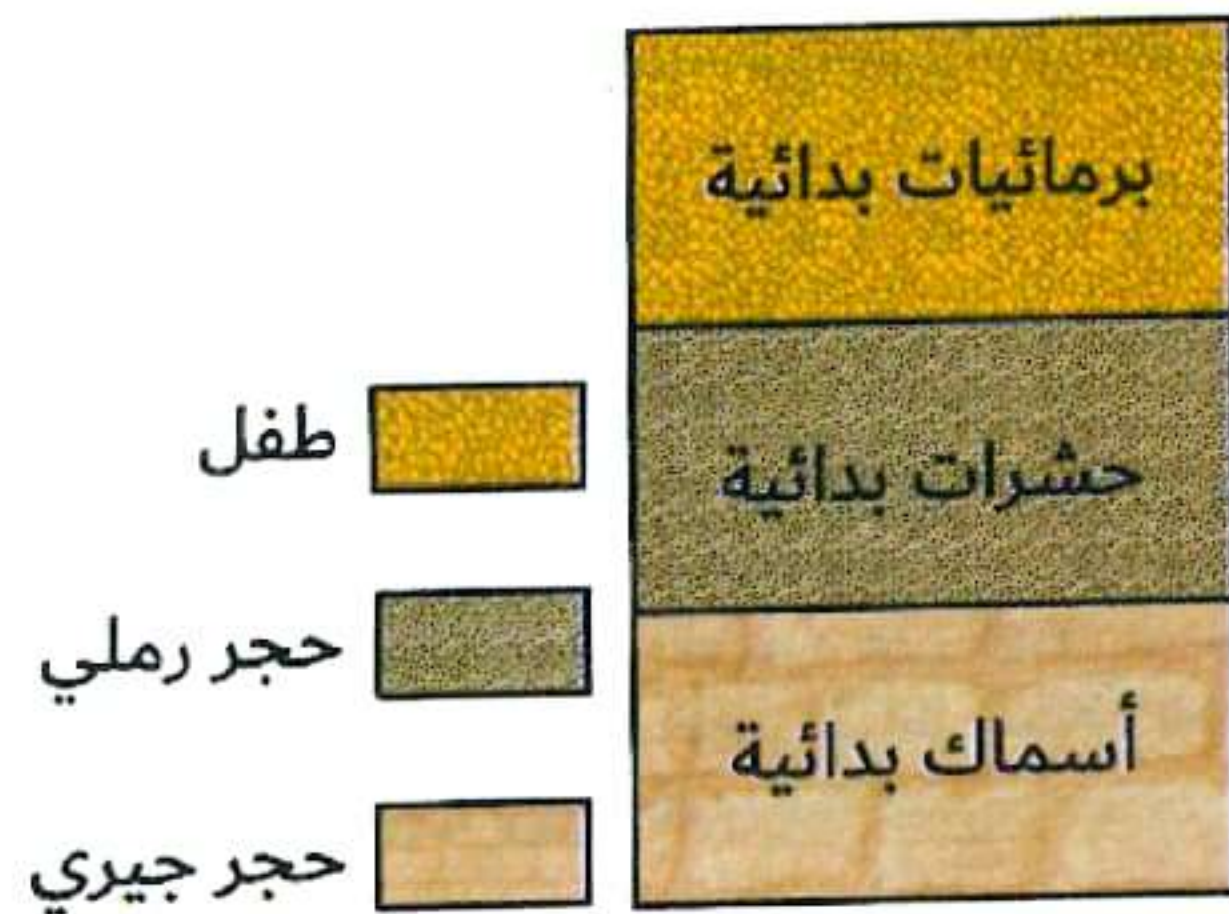 برمائيات بدائية
حشرات بدائية
أسماك بدائية
طفل
حجر رملي
حجر جيري